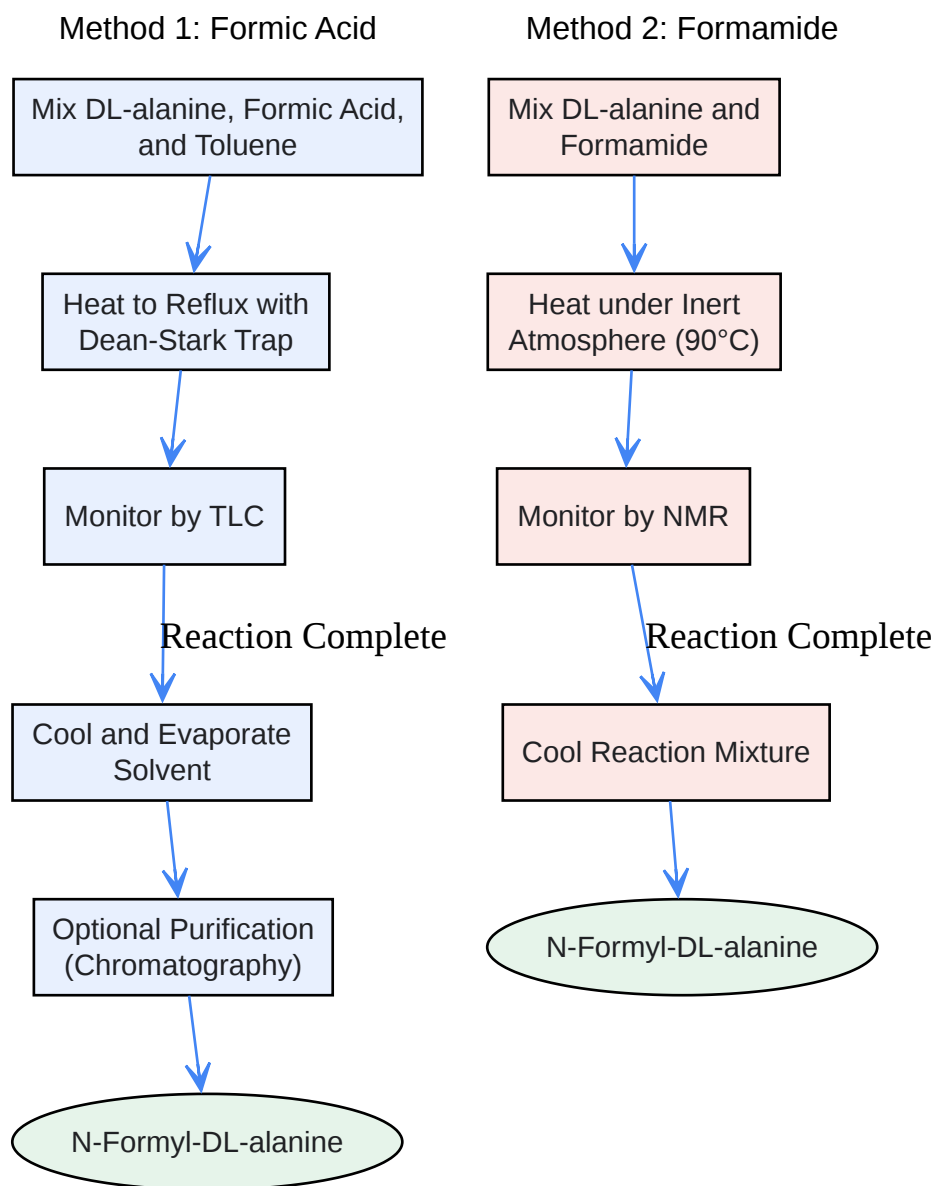 Method 1: Formic Acid
Mix DL-alanine, Formic Acid,
and Toluene
Heat to Reflux with
Dean-Stark Trap
Monitor by TLC
Reaction Complete
Cool and Evaporate
Solvent
Optional Purification
(Chromatography)
N-Formyl-DL-alanine
Method 2: Formamide
Mix DL-alanine and
Formamide
Heat under Inert
Atmosphere (90°C)
Monitor by NMR
Reaction Complete
Cool Reaction Mixture
N-Formyl-DL-alanine